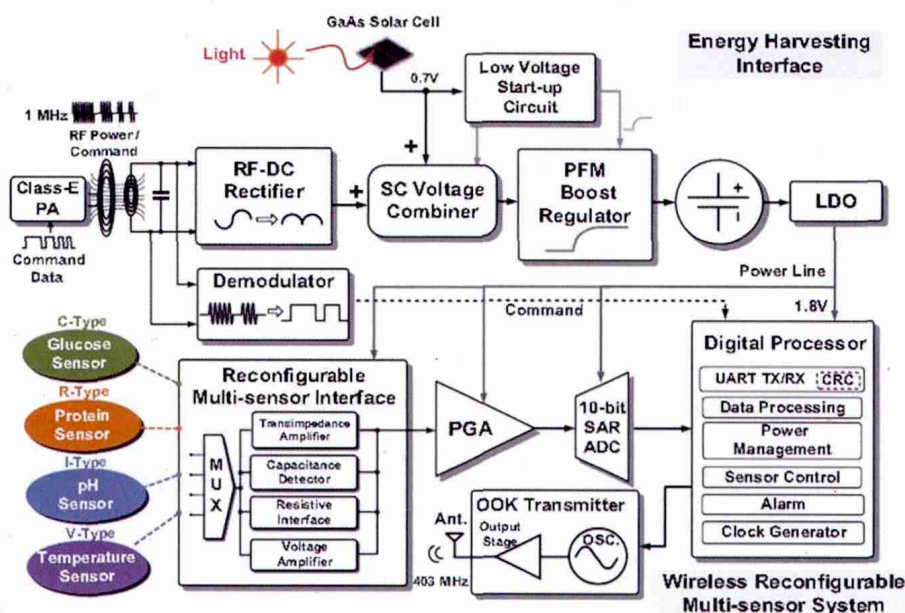 GaAs Solar Cell
Light
0.7V
Low Voltage
Start-up
Circuit
Energy Harvesting
Interface
1 MHz
RF Power /
Command
Class-E
PA
Command
Data
RF-DC
Rectifier
+
+
SC Voltage
Combiner
PFM
Boost
Regulator
+
LDO
Demodulator
Power Line
Command
1.8V
C-Type
Glucose
Sensor
R-Type
Protein
Sensor
I-Type
pH
Sensor
V-Type
Temperature
Sensor
Reconfigurable
Multi-sensor Interface
MUX
Transimpedance
Amplifier
Capacitance
Detector
Resistive
Interface
Voltage
Amplifier
PGA
10-bit
SAR
ADC
Digital Processor
UART TX/RX CRC
Data Processing
Power
Management
Sensor Control
Alarm
Clock Generator
OOK Transmitter
Ant.
Output
Stage
OSC.
403 MHz
Wireless Reconfigurable
Multi-sensor System